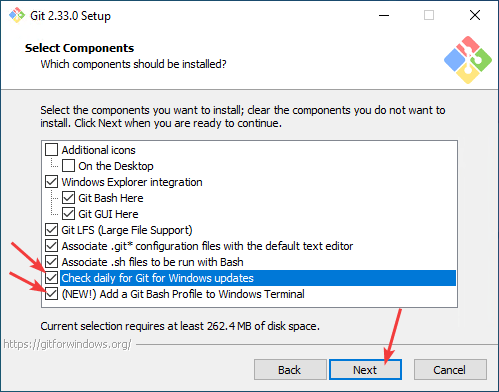 Git 2.33.0 Setup
Select Components
Which components should be installed?
Select the components you want to install; clear the components you do not want to
install. Click Next when you are ready to continue.
Additional icons
On the Desktop
Windows Explorer integration
Git Bash Here
Git GUI Here
Git LFS (Large File Support)
Associate .git* configuration files with the default text editor
Associate .sh files to be run with Bash
Check daily for Git for Windows updates
(NEW!) Add a Git Bash Profile to Windows Terminal
Current selection requires at least 262.4 MB of disk space.
https://gitforwindows.org/
Back
Next
Cancel